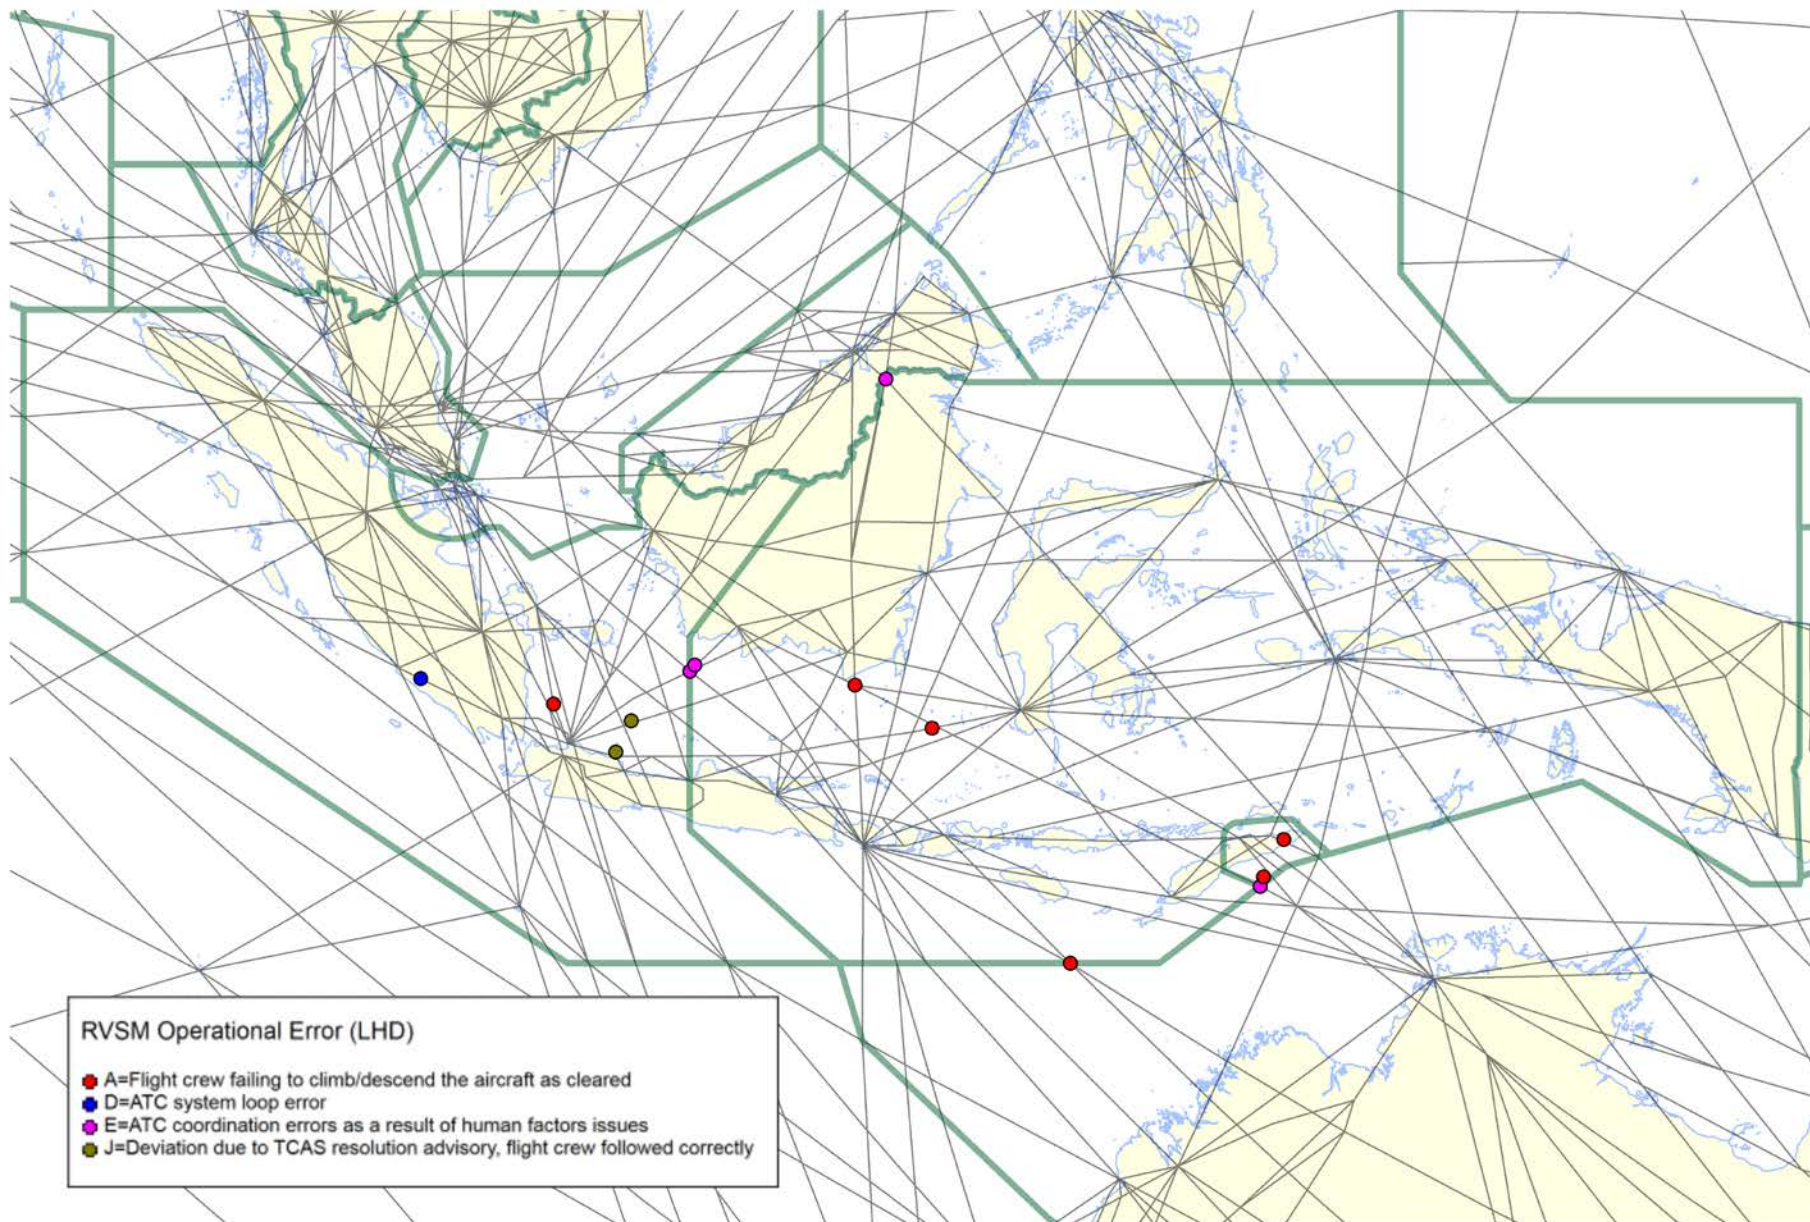 RVSM Operational Error (LHD)
A=Flight crew failing to climb/descend the aircraft as cleared
D=ATC system loop error
E=ATC coordination errors as a result of human factors issues
J=Deviation due to TCAS resolution advisory, flight crew followed correctly